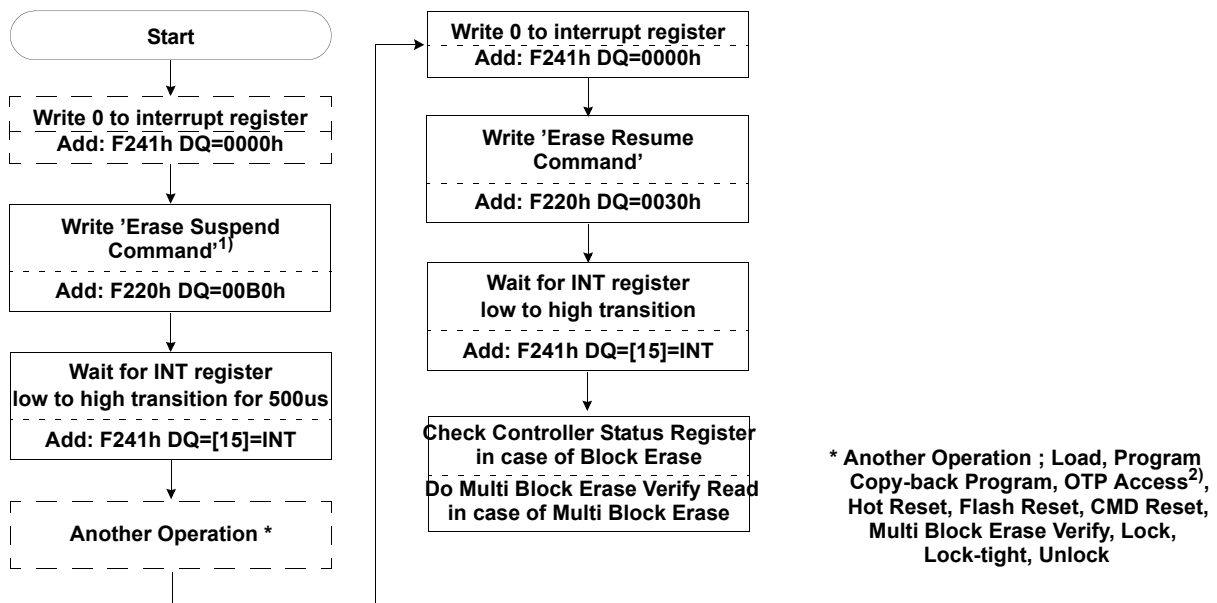 Start
Write 0 to interrupt register
Add: F241h DQ=0000h
Write ’Erase Suspend
Command’1)
Add: F220h DQ=00B0h
Wait for INT register
low to high transition for 500us
Add: F241h DQ=[15]=INT
Another Operation *
Write 0 to interrupt register
Add: F241h DQ=0000h
Write ’Erase Resume
Command’
Add: F220h DQ=0030h
Wait for INT register
low to high transition
Add: F241h DQ=[15]=INT
Check Controller Status Register
in case of Block Erase
Do Multi Block Erase Verify Read
in case of Multi Block Erase
* Another Operation ; Load, Program
Copy-back Program, OTP Access2),
Hot Reset, Flash Reset, CMD Reset,
Multi Block Erase Verify, Lock,
Lock-tight, Unlock